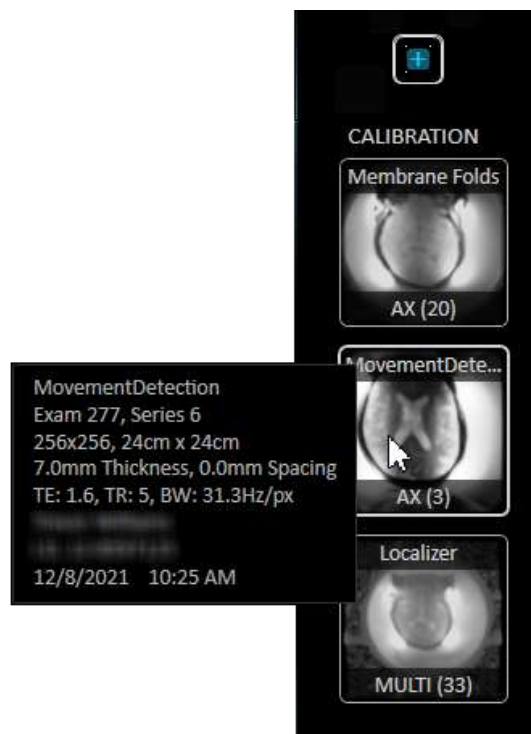 CALIBRATION
Membrane Folds
AX (20)
MovementDete...
AX (3)
MovementDetection
Exam 277, Series 6
256x256, 24cm x 24cm
7.0mm Thickness, 0.0mm Spacing
TE: 1.6, TR: 5, BW: 31.3Hz/px
12/8/2021 10:25 AM
Localizer
MULTI (33)